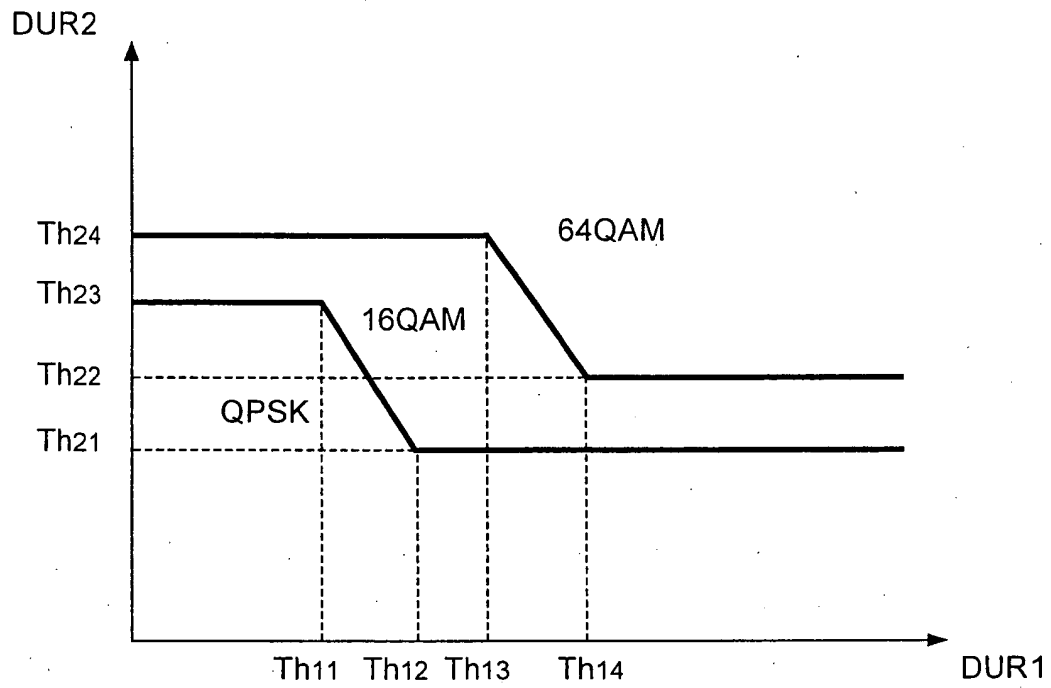 DUR2
Th24
64QAM
Th23
16QAM
Th22
QPSK
Th21
Th11 Th12 Th13 Th14
DUR1